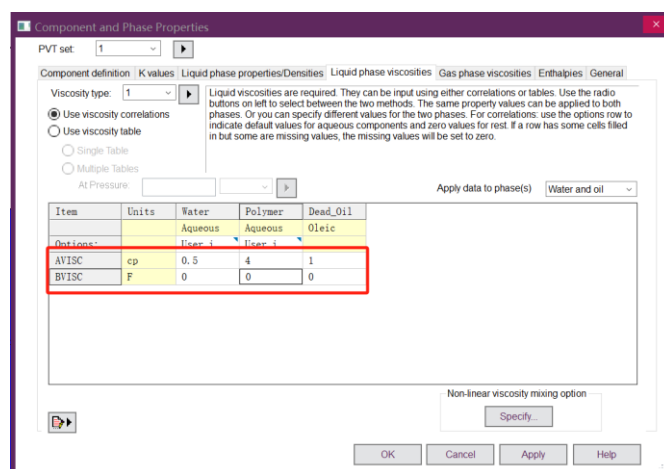 Component and Phase Properties
PVT set: 1
Component definition K values Liquid phase properties/Densities Liquid phase viscosities Gas phase viscosities Enthalpies General
Viscosity type: 1
Liquid viscosities are required. They can be input using either correlations or tables. Use the radio
buttons on left to select between the two methods. The same property values can be applied to both
phases. Or you can specify different values for the two phases. For correlations: use the options row to
indicate default values for aqueous components and zero values for rest. If a row has some cells filled
in but some are missing values, the missing values will be set to zero.
Use viscosity correlations
Use viscosity table
Single Table
Multiple Tables
At Pressure:
Apply data to phase(s) Water and oil
Item Units Water Polymer Dead_Oil
Aqueous Aqueous Oleic
Options: User i User i
AVISC cp 0.5 4 1
BVISC F 0 0 0
Non-linear viscosity mixing option
Specify...
OK Cancel Apply Help